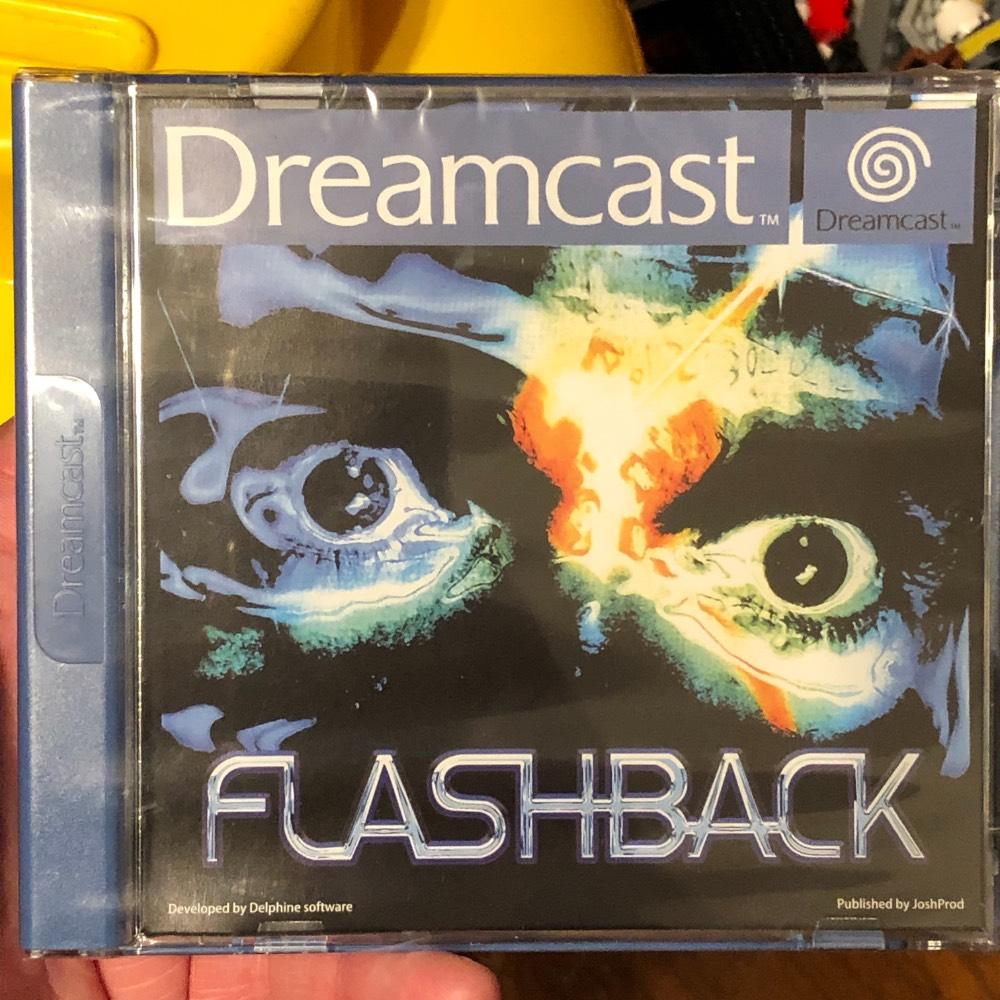 Dreamcast™
Dreamcast™
Dreamcast™
FLASHBACK
Developed by Delphine software
Published by JoshProd